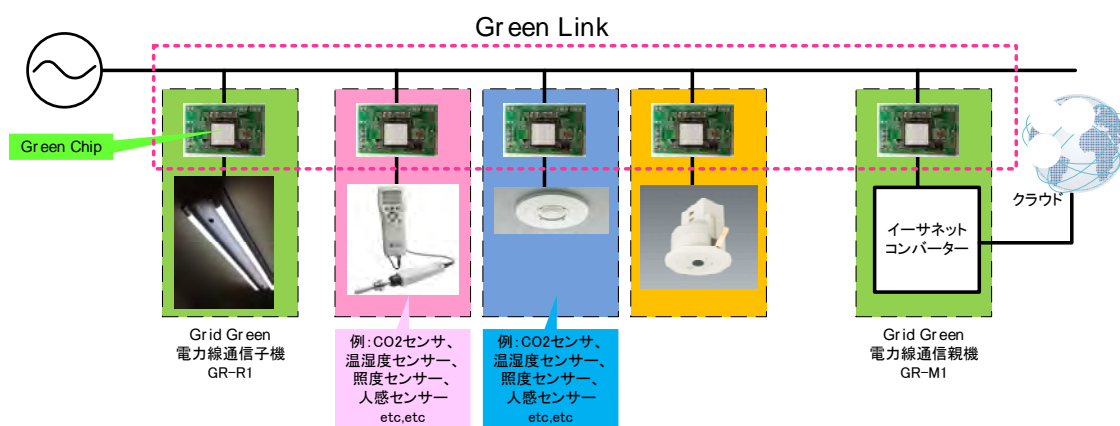 Green Link
Green Chip
クラウド
イーサネット
コンバーター
Grid Green
電力線通信子機
GR-R1
例:CO2センサ、
温湿度センサー、
照度センサー、
人感センサー
etc,etc
例:CO2センサ、
温湿度センサー、
照度センサー、
人感センサー
etc,etc
Grid Green
電力線通信親機
GR-M1